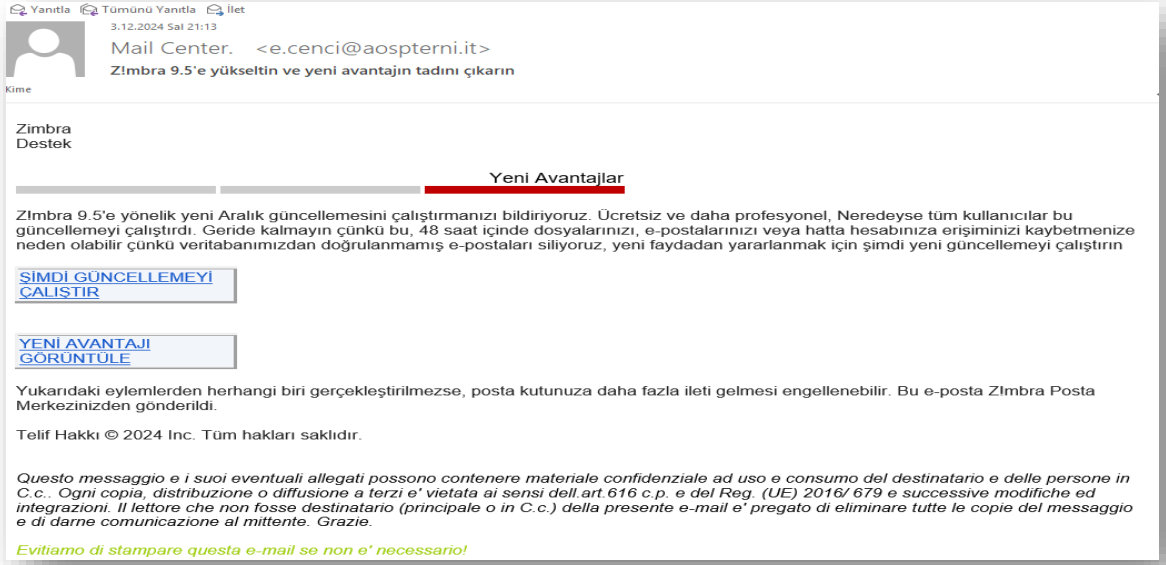 Yanıtla Tümünü Yanıtla İlet
3.12.2024 Sal 21:13
Mail Center. <e.cenci@aospterni.it>
Z!mbra 9.5'e yükseltin ve yeni avantajın tadını çıkarın
Kime
Zimbra
Destek
Yeni Avantajlar
Z!mbra 9.5'e yönelik yeni Aralık güncellemesini çalıştırmanızı bildiriyoruz. Ücretsiz ve daha profesyonel, Neredeyse tüm kullanıcılar bu
güncellemeyi çalıştırdı. Geride kalmayın çünkü bu, 48 saat içinde dosyalarınızı, e-postalarınızı veya hatta hesabınıza erişiminizi kaybetmenize
neden olabilir çünkü veritabanımızdan doğrulanmamış e-postaları siliyoruz, yeni faydadan yararlanmak için şimdi yeni güncellemeyi çalıştırın
ŞİMDİ GÜNCELLEMEYİ
ÇALIŞTIR
YENİ AVANTAJI
GÖRÜNTÜLE
Yukarıdaki eylemlerden herhangi biri gerçekleştirilmezse, posta kutunuza daha fazla ileti gelmesi engellenebilir. Bu e-posta Z!mbra Posta
Merkezinizden gönderildi.
Telif Hakkı © 2024 Inc. Tüm hakları saklıdır.
Questo messaggio e i suoi eventuali allegati possono contenere materiale confidenziale ad uso e consumo del destinatario e delle persone in
C.c.. Ogni copia, distribuzione o diffusione a terzi e' vietata ai sensi dell.art.616 c.p. e del Reg. (UE) 2016/ 679 e successive modifiche ed
integrazioni. Il lettore che non fosse destinatario (principale o in C.c.) della presente e-mail e' pregato di eliminare tutte le copie del messaggio
e di darne comunicazione al mittente. Grazie.
Evitiamo di stampare questa e-mail se non e' necessario!